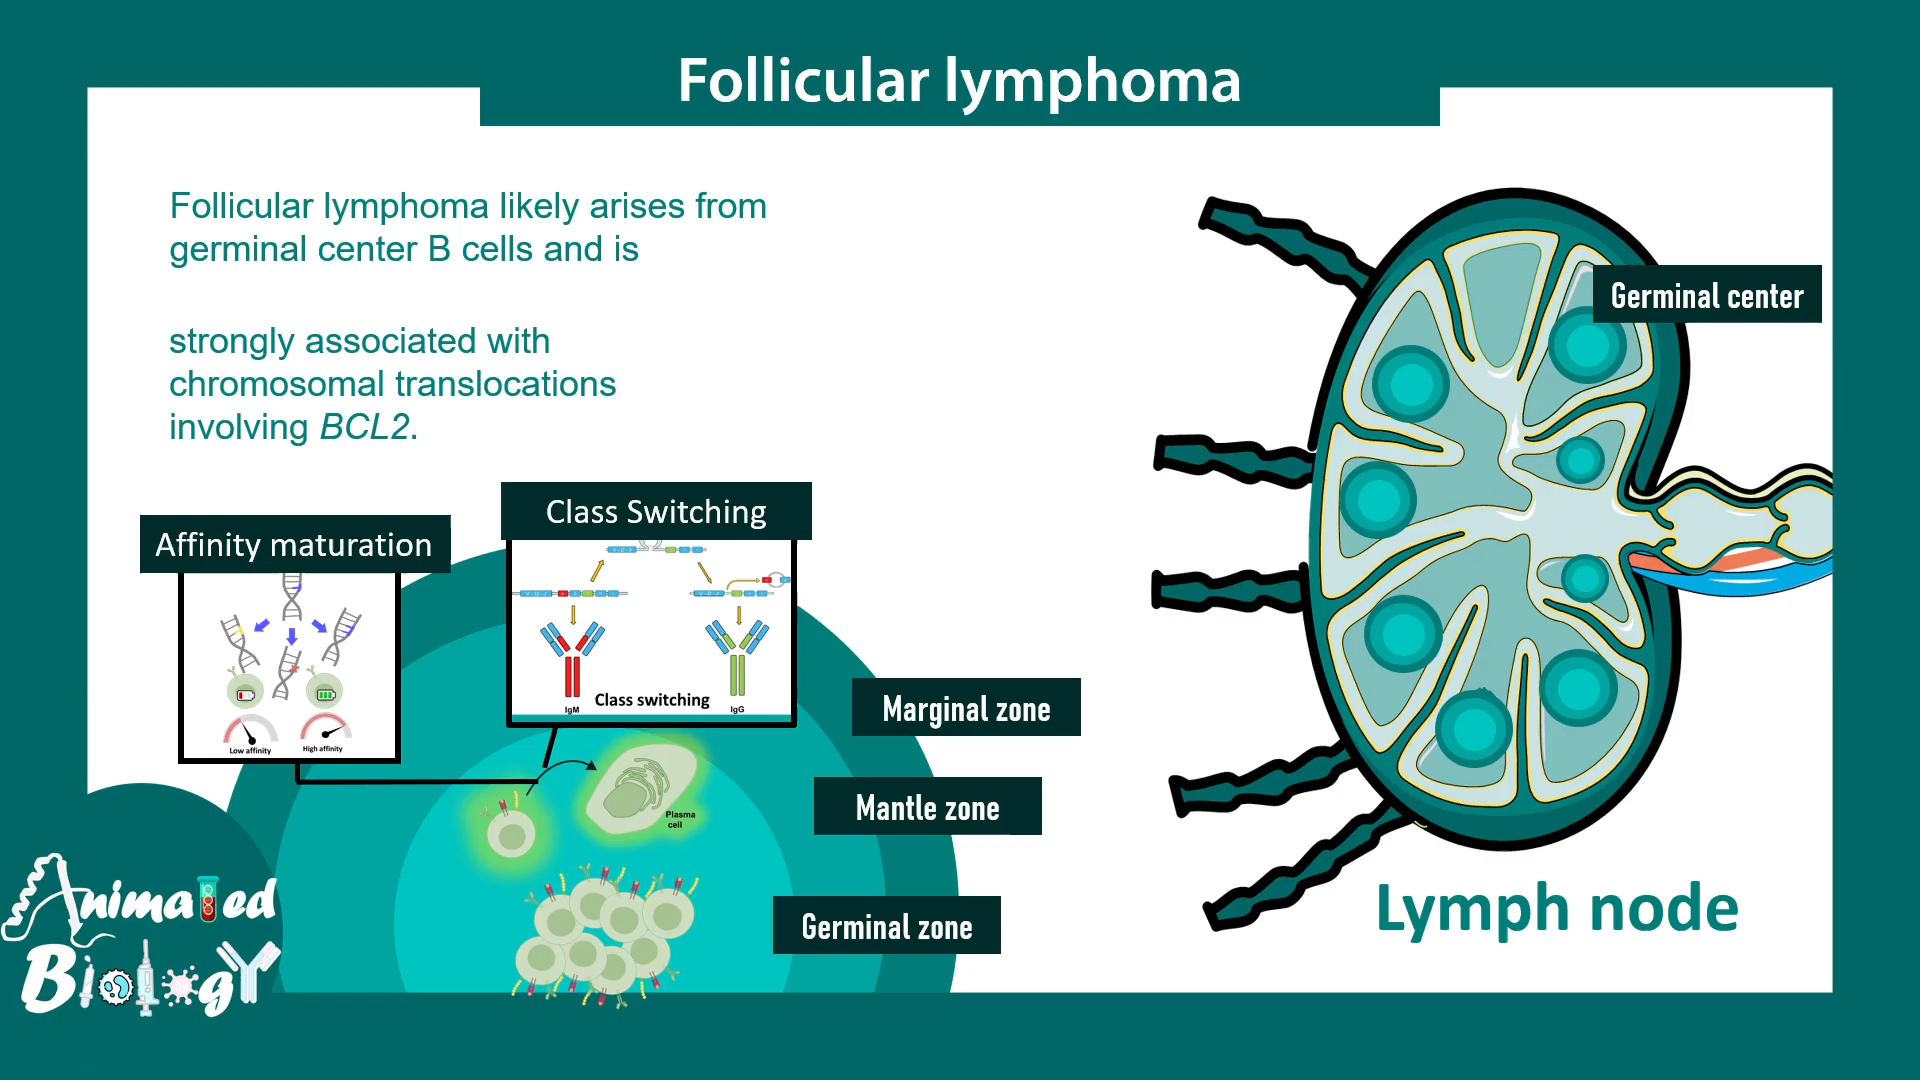 Follicular lymphoma
Follicular lymphoma likely arises from
germinal center B cells and is
strongly associated with
chromosomal translocations
involving BCL2.
Germinal center
Class Switching
Affinity maturation
Class switching
IgM
IgG
Low affinity
High affinity
Marginal zone
Mantle zone
Plasma
cell
Germinal zone
Lymph node
Animated
Biology